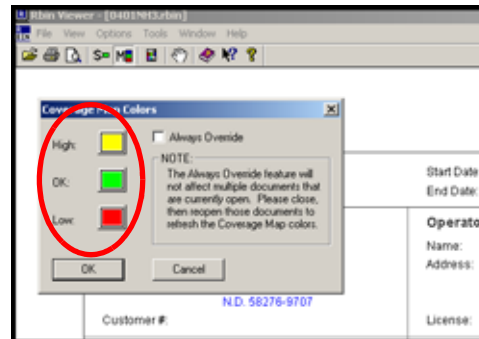 Rbin Viewer - [0401NH3.rbin]
File View Options Tools Window Help
S=
Coverage Map Colors
High:
Always Override
NOTE:
The Always Override feature will
not affect multiple documents that
are currently open. Please close,
then reopen those documents to
refresh the Coverage Map colors.
OK:
Low:
OK Cancel
Start Date
End Date:
Operato
Name:
Address:
N.D. 58276-9707
Customer #:
License: